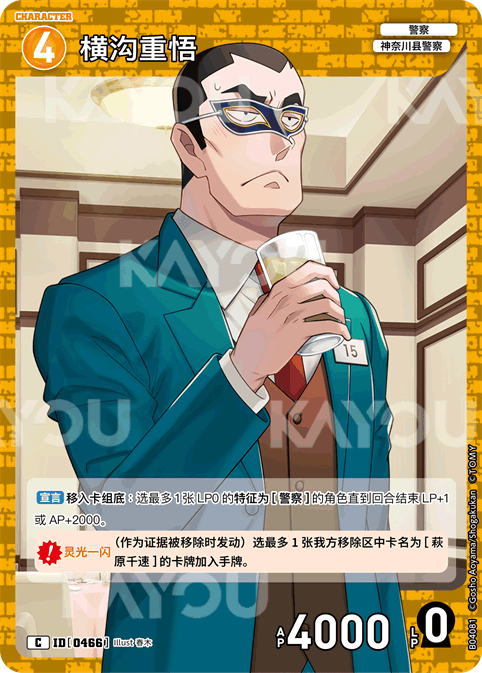 CHARACTER
4
横沟重悟
警察
神奈川县警察
KAYOU
KAYOU
KAYOU
KAYOU
KAYOU
15
宣言 移入卡组底：选最多1张 LP0 的特征为 [ 警察 ] 的角色直到回合结束 LP+1
或 AP+2000。
灵光一闪 （作为证据被移除时发动）选最多 1 张我方移除区中卡名为 [ 萩
原千速 ] 的卡牌加入手牌。
C ID [ 0466 ] Illust 春木
AP 4000 LP 0
B04081 ©Gosho Aoyama/Shogakukan ©TOMY